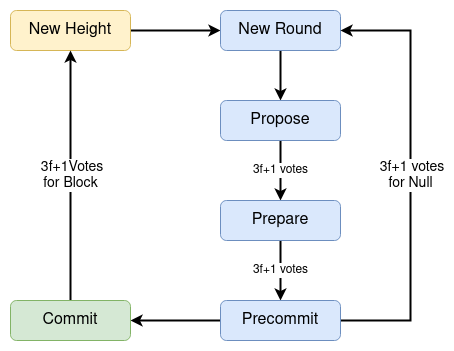 New Height
New Round
Propose
3f+1Votes
for Block
3f+1 votes
3f+1 votes
for Null
Prepare
3f+1 votes
Commit
Precommit